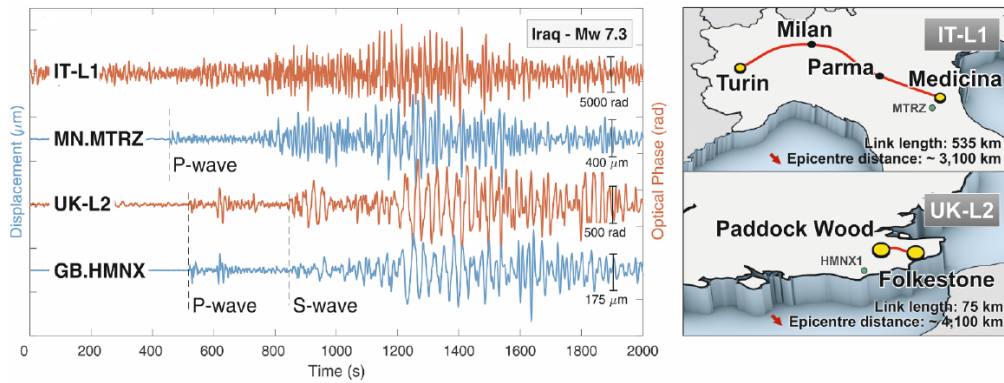 Iraq - Mw 7.3
IT-L1
5000 rad
MN.MTRZ
P-wave
400 μm
UK-L2
500 rad
GB.HMNX
P-wave
S-wave
175 μm
Displacement (μm)
Optical Phase (rad)
0 200 400 600 800 1000 1200 1400 1600 1800 2000
Time (s)
IT-L1
Milan
Turin
Parma
Medicina
MTRZ
Link length: 535 km
Epicentre distance: ~ 3,100 km
UK-L2
Paddock Wood
HMNX1
Folkestone
Link length: 75 km
Epicentre distance: ~ 4,100 km